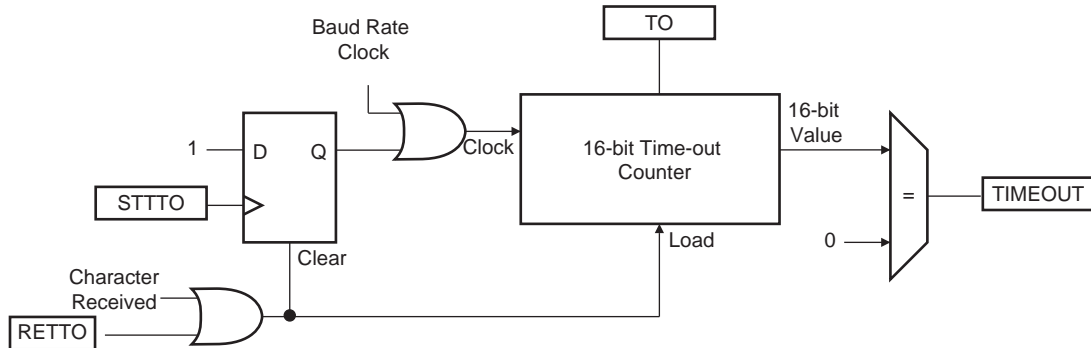 TO
Baud Rate
Clock
16-bit
Value
1
D
Q
Clock
16-bit Time-out
Counter
=
TIMEOUT
STTTO
0
Load
Clear
Character
Received
RETTO